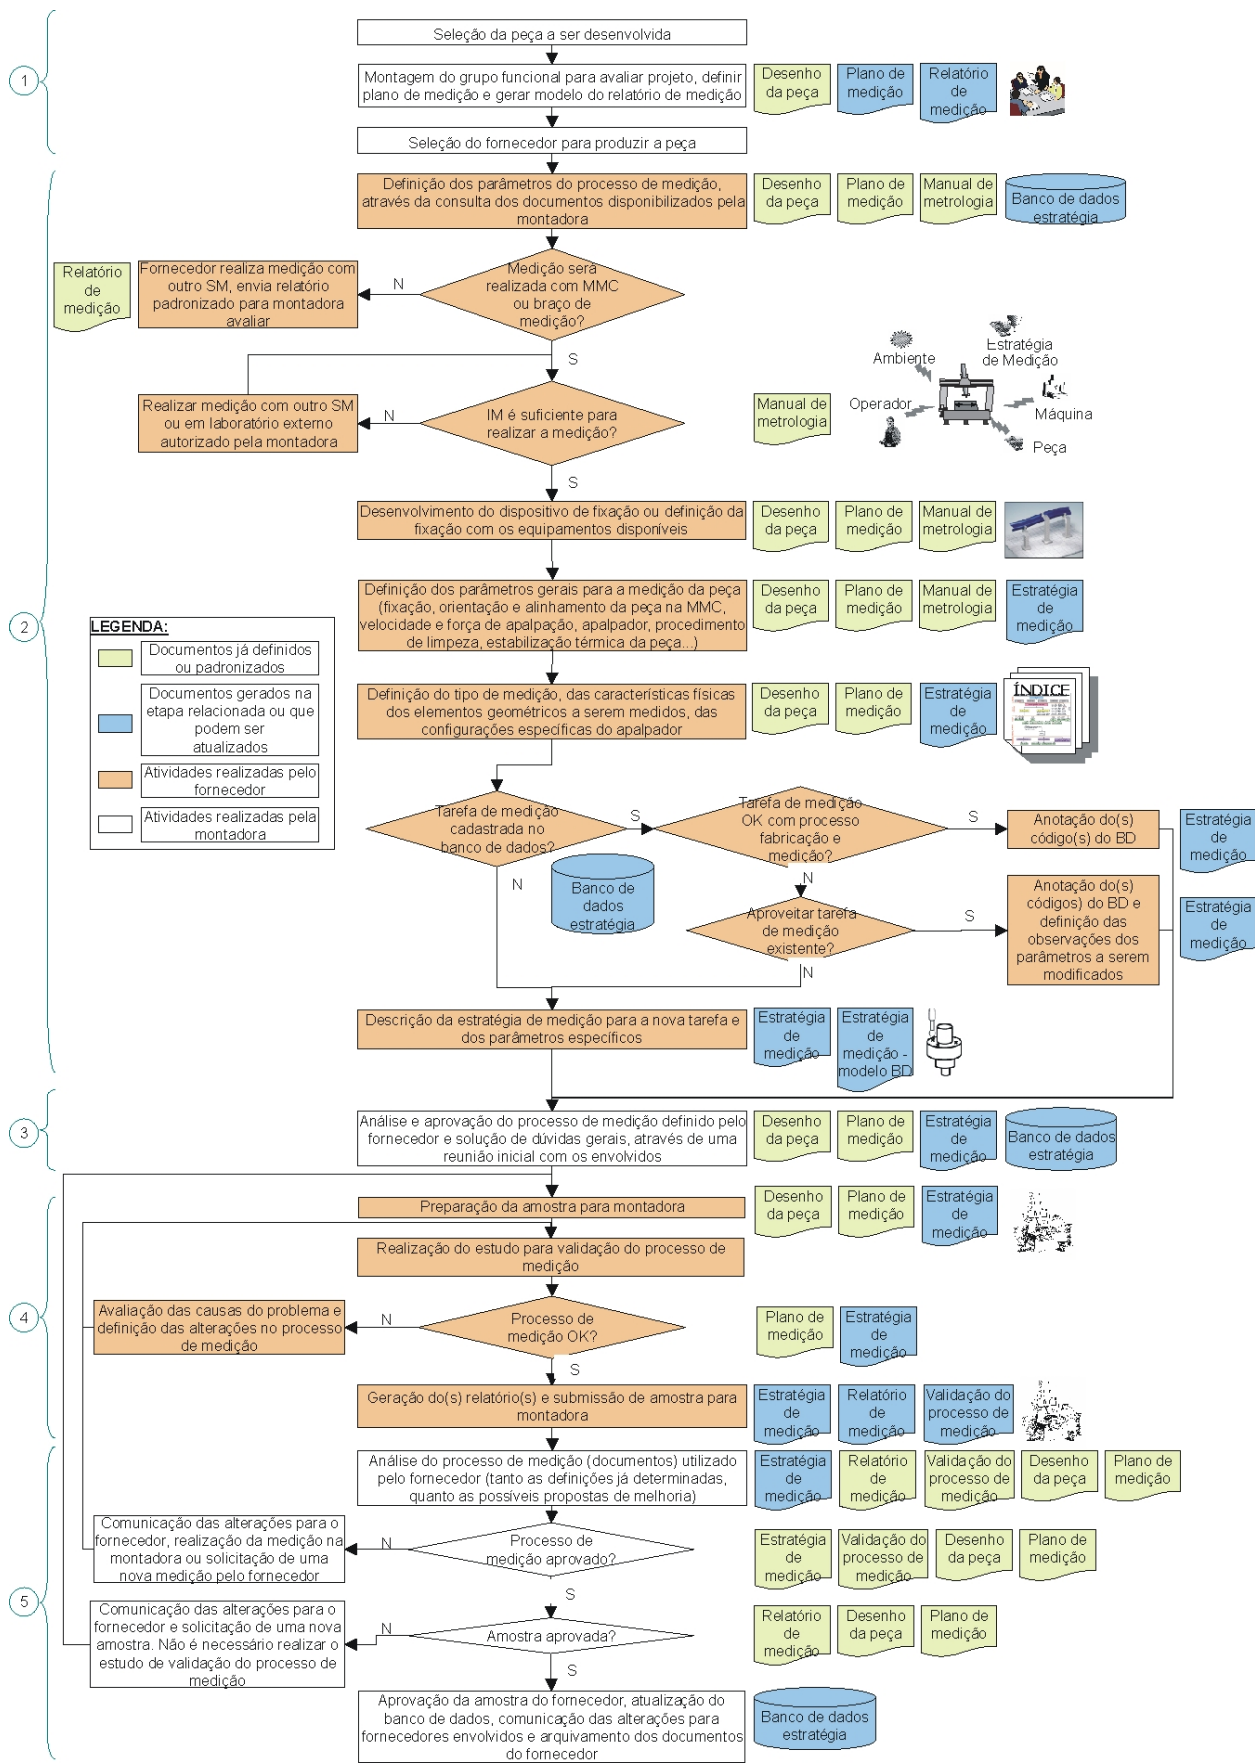 Seleção da peça a ser desenvolvida
1
Montagem do grupo funcional para avaliar projeto, definir
plano de medição e gerar modelo do relatório de medição
Desenho
da peça
Plano de
medição
Relatório
de
medição
Seleção do fornecedor para produzir a peça
Definição dos parâmetros do processo de medição,
através da consulta dos documentos disponibilizados pela
montadora
Desenho
da peça
Plano de
medição
Manual de
metrologia
Banco de dados
estratégia
Relatório
de
medição
Fornecedor realiza medição com
outro SM, envia relatório
padronizado para montadora
avaliar
N
Medição será
realizada com MMC
ou braço de
medição?
S
Ambiente
Estratégia
de Medição
Operador
Máquina
Peça
Realizar medição com outro SM
ou em laboratório externo
autorizado pela montadora
N
IM é suficiente para
realizar a medição?
Manual de
metrologia
S
Desenvolvimento do dispositivo de fixação ou definição da
fixação com os equipamentos disponíveis
Desenho
da peça
Plano de
medição
Manual de
metrologia
2
Definição dos parâmetros gerais para a medição da peça
(fixação, orientação e alinhamento da peça na MMC,
velocidade e força de apalpação, apalpador, procedimento
de limpeza, estabilização térmica da peça...)
Desenho
da peça
Plano de
medição
Manual de
metrologia
Estratégia
de
medição
LEGENDA:
Documentos já definidos
ou padronizados
Documentos gerados na
etapa relacionada ou que
podem ser
atualizados
Atividades realizadas pelo
fornecedor
Atividades realizadas pela
montadora
Definição do tipo de medição, das características físicas
dos elementos geométricos a serem medidos, das
configurações específicas do apalpador
Desenho
da peça
Plano de
medição
Estratégia
de
medição
ÍNDICE
Tarefa de medição
cadastrada no
banco de dados?
S
Tarefa de medição
OK com processo
fabricação e
medição?
S
Anotação do(s)
código(s) do BD
Estratégia
de
medição
N
Banco de
dados
estratégia
N
Aproveitar tarefa
de medição
existente?
S
Anotação do(s)
códigos) do BD e
definição das
observações dos
parâmetros a serem
modificados
Estratégia
de
medição
N
Descrição da estratégia de medição para a nova tarefa e
dos parâmetros específicos
Estratégia
de
medição
Estratégia
de
medição -
modelo BD
3
Análise e aprovação do processo de medição definido pelo
fornecedor e solução de dúvidas gerais, através de uma
reunião inicial com os envolvidos
Desenho
da peça
Plano de
medição
Estratégia
de
medição
Banco de dados
estratégia
Preparação da amostra para montadora
Desenho
da peça
Plano de
medição
Estratégia
de
medição
Realização do estudo para validação do processo de
medição
4
Avaliação das causas do problema e
definição das alterações no processo
de medição
N
Processo de
medição OK?
Plano de
medição
Estratégia
de
medição
S
Geração do(s) relatório(s) e submissão de amostra para
montadora
Estratégia
de
medição
Relatório
de
medição
Validação do
processo de
medição
Análise do processo de medição (documentos) utilizado
pelo fornecedor (tanto as definições já determinadas,
quanto as possíveis propostas de melhoria)
Estratégia
de
medição
Relatório
de
medição
Validação do
processo de
medição
Desenho
da peça
Plano de
medição
Comunicação das alterações para o
fornecedor, realização da medição na
montadora ou solicitação de uma
nova medição pelo fornecedor
N
Processo de
medição aprovado?
Estratégia
de
medição
Validação do
processo de
medição
Desenho
da peça
Plano de
medição
5
S
Comunicação das alterações para o
fornecedor e solicitação de uma nova
amostra. Não é necessário realizar o
estudo de validação do processo de
medição
N
Amostra aprovada?
Relatório
de
medição
Desenho
da peça
Plano de
medição
S
Aprovação da amostra do fornecedor, atualização do
banco de dados, comunicação das alterações para
fornecedores envolvidos e arquivamento dos documentos
do fornecedor
Banco de dados
estratégia